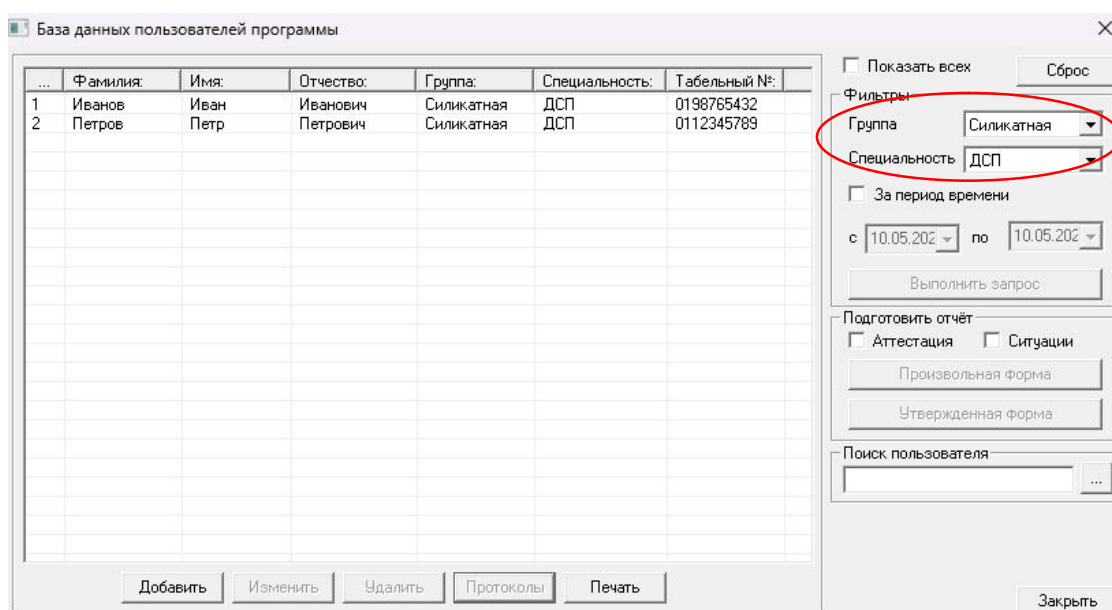 База данных пользователей программы
... Фамилия: Имя: Отчество: Группа: Специальность: Табельный №:
1 Иванов Иван Иванович Силикатная ДСП 0198765432
2 Петров Петр Петрович Силикатная ДСП 0112345789
Добавить Изменить Удалить Протоколы Печать
Показать всех Сброс
Фильтры
Группа Силикатная
Специальность ДСП
За период времени
с 10.05.202 по 10.05.202
Выполнить запрос
Подготовить отчёт
Аттестация Ситуации
Произвольная форма
Утвержденная форма
Поиск пользователя
...
Закрыть